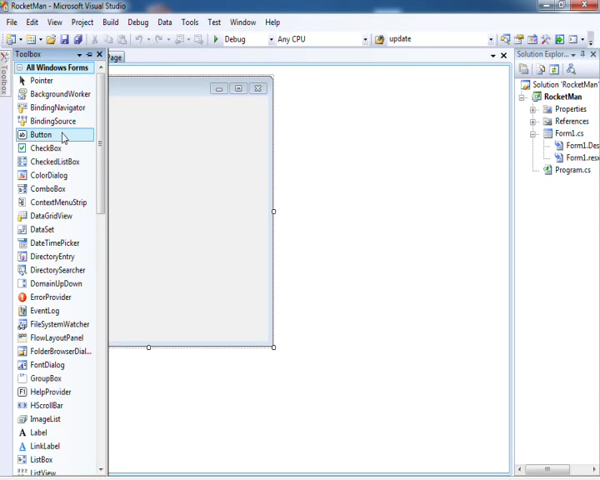 RocketMan - Microsoft Visual Studio
File Edit View Project Build Debug Data Tools Test Window Help
Debug Any CPU update
Toolbox
Toolbox
Page
Solution Explor...
All Windows Forms
Pointer
BackgroundWorker
BindingNavigator
BindingSource
Button
CheckBox
CheckedListBox
ColorDialog
ComboBox
ContextMenuStrip
DataGridView
DataSet
DateTimePicker
DirectoryEntry
DirectorySearcher
DomainUpDown
ErrorProvider
EventLog
FileSystemWatcher
FlowLayoutPanel
FolderBrowserDial...
FontDialog
GroupBox
HelpProvider
HScrollBar
ImageList
Label
LinkLabel
ListBox
ListView
Solution 'RocketMan'
RocketMan
Properties
References
Form1.cs
Form1.Des
Form1.resx
Program.cs